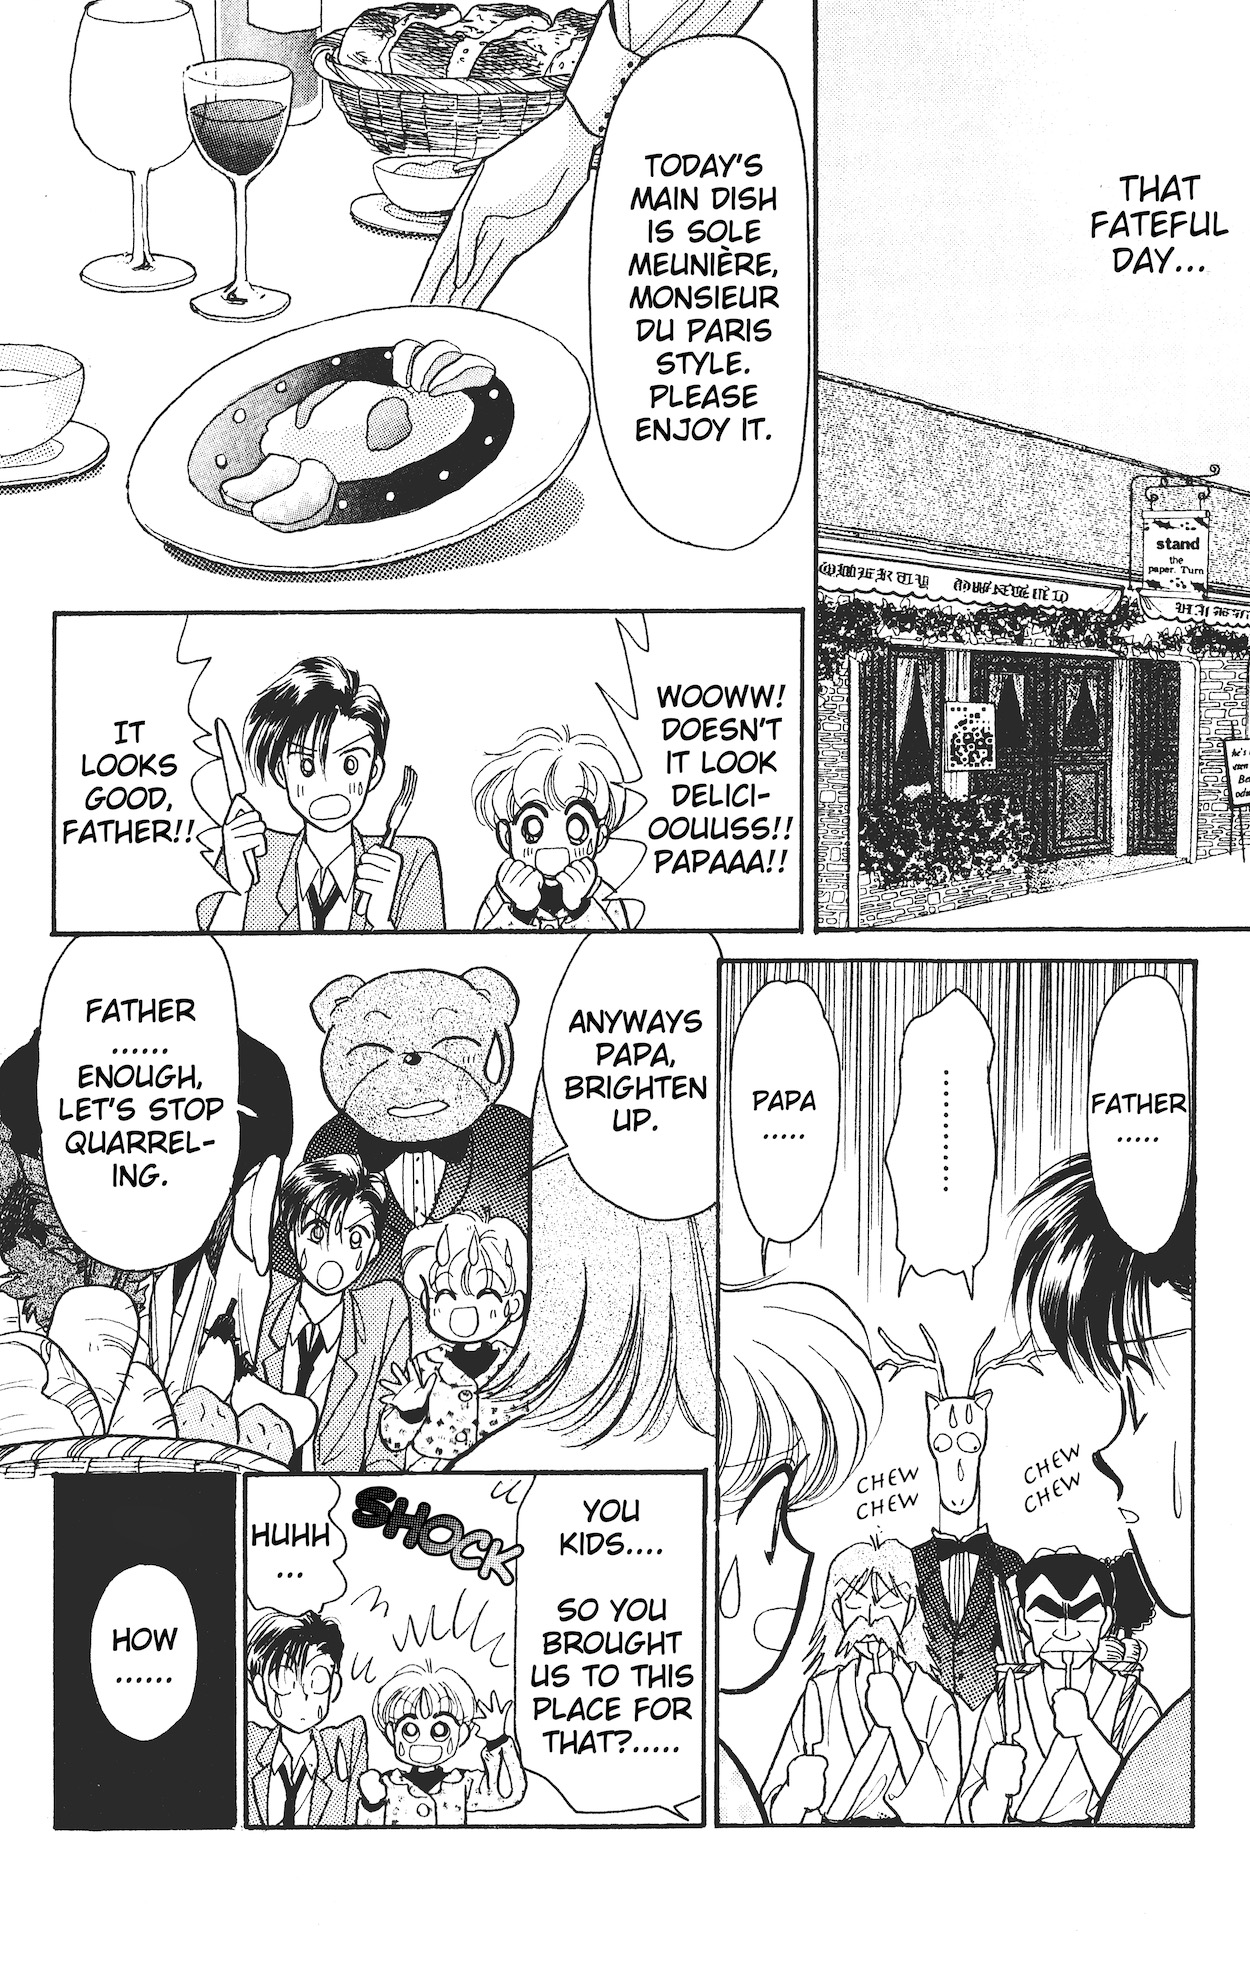 THAT
FATEFUL
DAY...
stand
the
paper. Turn
TODAY'S
MAIN DISH
IS SOLE
MEUNIÈRE,
MONSIEUR
DU PARIS
STYLE.
PLEASE
ENJOY IT.
WOOWW!
DOESN'T
IT LOOK
DELICI-
OOUUSS!!
PAPAAA!!
IT
LOOKS
GOOD,
FATHER!!
FATHER
.....
..........
PAPA
.....
CHEW
CHEW
CHEW
CHEW
ANYWAYS
PAPA,
BRIGHTEN
UP.
FATHER
......
ENOUGH,
LET'S STOP
QUARREL-
ING.
YOU
KIDS....
SO YOU
BROUGHT
US TO THIS
PLACE FOR
THAT?.....
SHOCK
HUHH
...
HOW
......